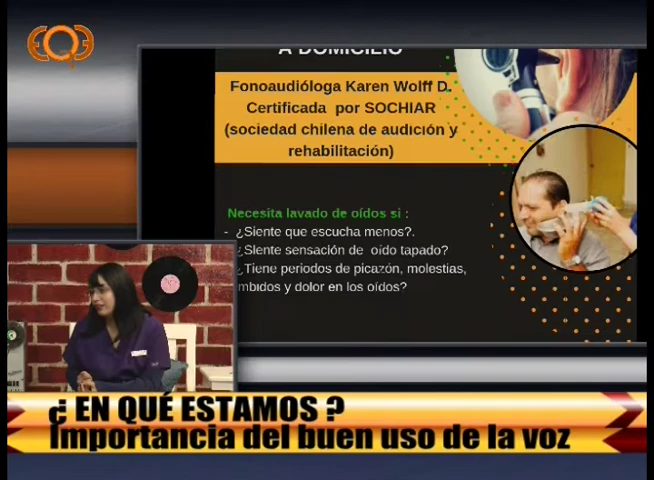 EQE
A DOMICILIO
Fonoaudióloga Karen Wolff D.
Certificada por SOCHIAR
(sociedad chilena de audición y
rehabilitación)
Necesita lavado de oídos si :
- ¿Siente que escucha menos?.
¿Siente sensación de oído tapado?
¿Tiene periodos de picazón, molestias,
mbidos y dolor en los oídos?
¿ EN QUÉ ESTAMOS ?
Importancia del buen uso de la voz